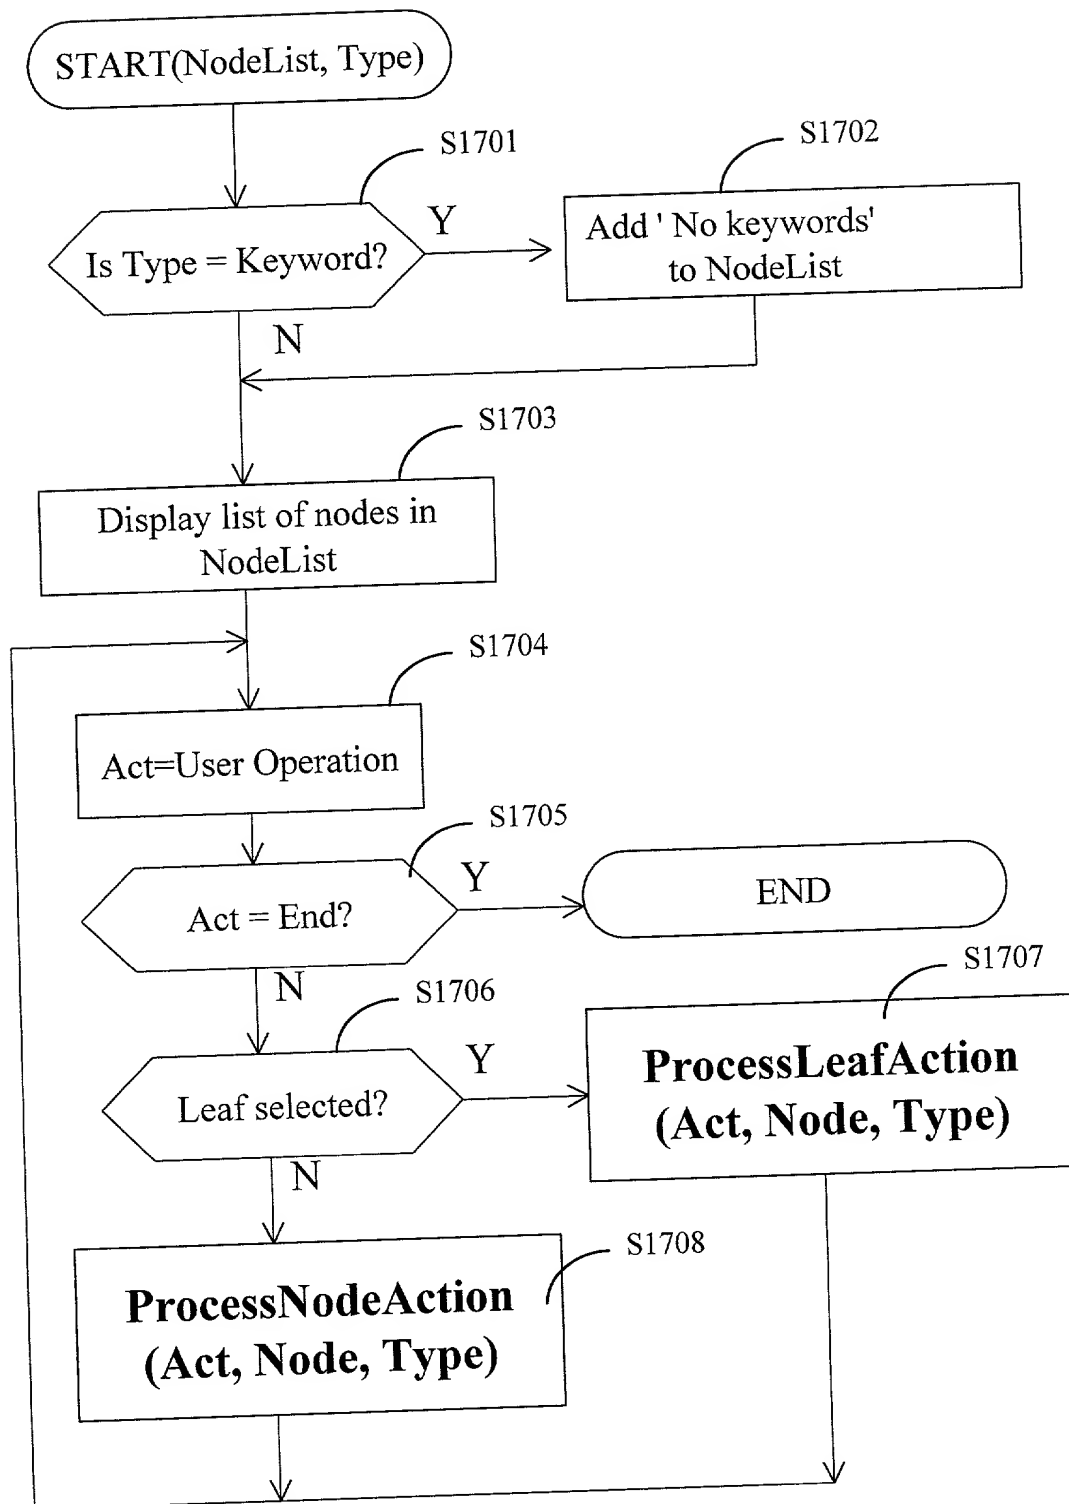 START(NodeList, Type)
S1701
S1702
Is Type = Keyword?
Y
Add ' No keywords'
to NodeList
N
S1703
Display list of nodes in
NodeList
S1704
Act=User Operation
S1705
Act = End?
Y
END
N
S1706
S1707
Leaf selected?
Y
ProcessLeafAction
(Act, Node, Type)
N
S1708
ProcessNodeAction
(Act, Node, Type)